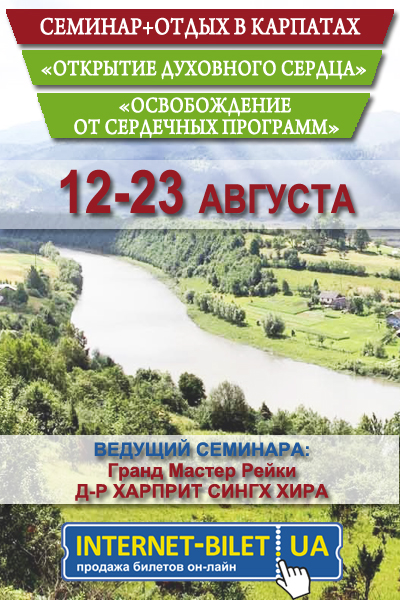 СЕМИНАР+ОТДЫХ В КАРПАТАХ
«ОТКРЫТИЕ ДУХОВНОГО СЕРДЦА»
«ОСВОБОЖДЕНИЕ
ОТ СЕРДЕЧНЫХ ПРОГРАММ»
12-23 АВГУСТА
ВЕДУЩИЙ СЕМИНАРА:
Гранд Мастер Рейки
Д-Р ХАРПРИТ СИНГХ ХИРА
INTERNET-BILET UA
продажа билетов он-лайн